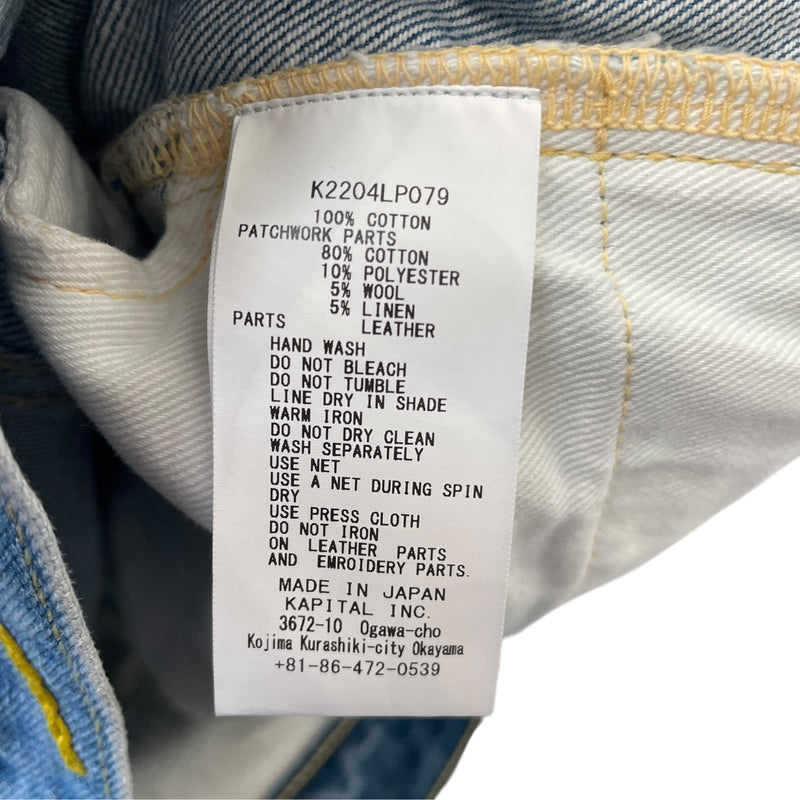 K2204LP079
100% COTTON
PATCHWORK PARTS
80% COTTON
10% POLYESTER
5% WOOL
5% LINEN
PARTS LEATHER
HAND WASH
DO NOT BLEACH
DO NOT TUMBLE
LINE DRY IN SHADE
WARM IRON
DO NOT DRY CLEAN
WASH SEPARATELY
USE NET
USE A NET DURING SPIN
DRY
USE PRESS CLOTH
DO NOT IRON
ON LEATHER PARTS
AND EMROIDERY PARTS.
MADE IN JAPAN
KAPITAL INC.
3672-10 Ogawa-cho
Kojima Kurashiki-city Okayama
+81-86-472-0539